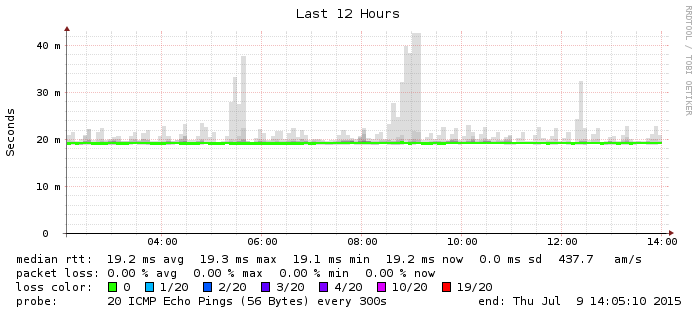 Last 12 Hours
RRDTOOL / TOBI OETIKER
Seconds
40 m
30 m
20 m
10 m
0
04:00 06:00 08:00 10:00 12:00 14:00
median rtt: 19.2 ms avg 19.3 ms max 19.1 ms min 19.2 ms now 0.0 ms sd 437.7 am/s
packet loss: 0.00 % avg 0.00 % max 0.00 % min 0.00 % now
loss color: 0 1/20 2/20 3/20 4/20 10/20 19/20
probe: 20 ICMP Echo Pings (56 Bytes) every 300s end: Thu Jul 9 14:05:10 2015